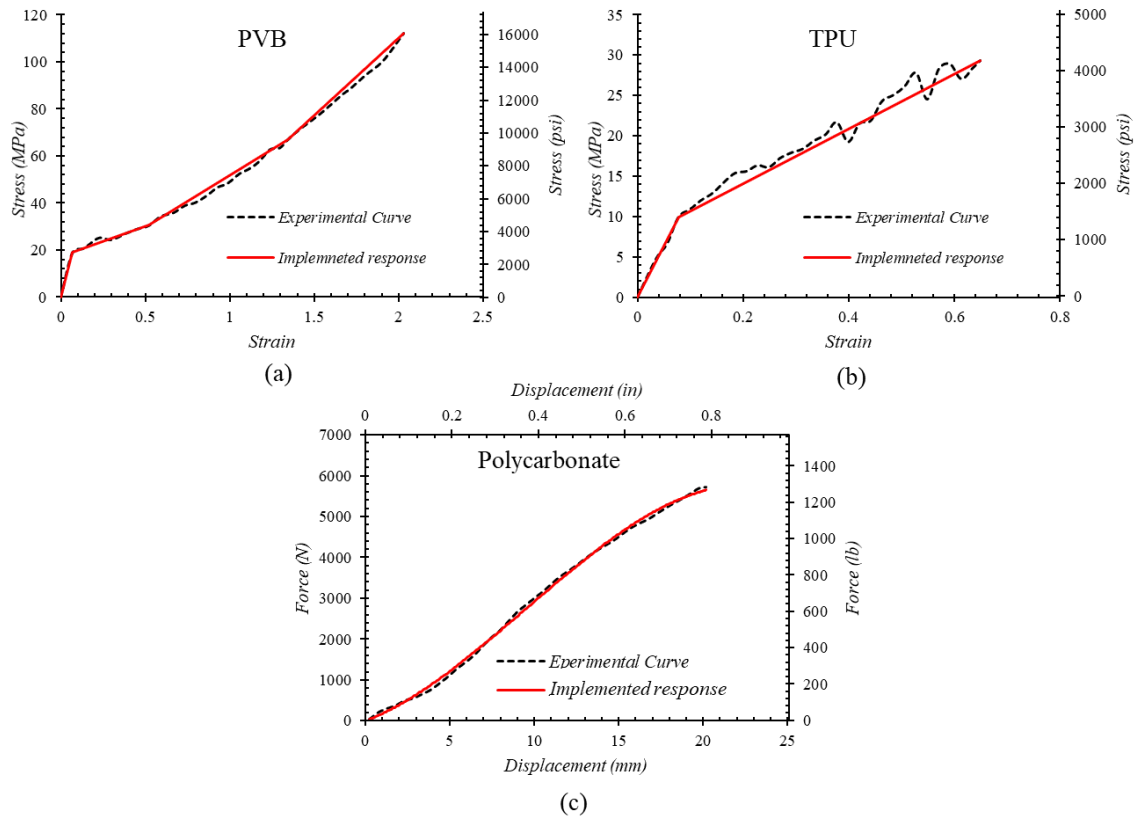 PVB
120
100
80
60
40
20
0
Stress (MPa)
16000
14000
12000
10000
8000
6000
4000
2000
0
Stress (psi)
Experimental Curve
Implemneted response
0 0.5 1 1.5 2 2.5
Strain
(a)
TPU
35
30
25
20
15
10
5
0
Stress (MPa)
5000
4000
3000
2000
1000
0
Stress (psi)
Experimental Curve
Implemneted response
0 0.2 0.4 0.6 0.8
Strain
(b)
Displacement (in)
0 0.2 0.4 0.6 0.8
Polycarbonate
7000
6000
5000
4000
3000
2000
1000
0
Force (N)
1400
1200
1000
800
600
400
200
0
Force (lb)
Eperimental Curve
Implemented response
0 5 10 15 20 25
Displacement (mm)
(c)